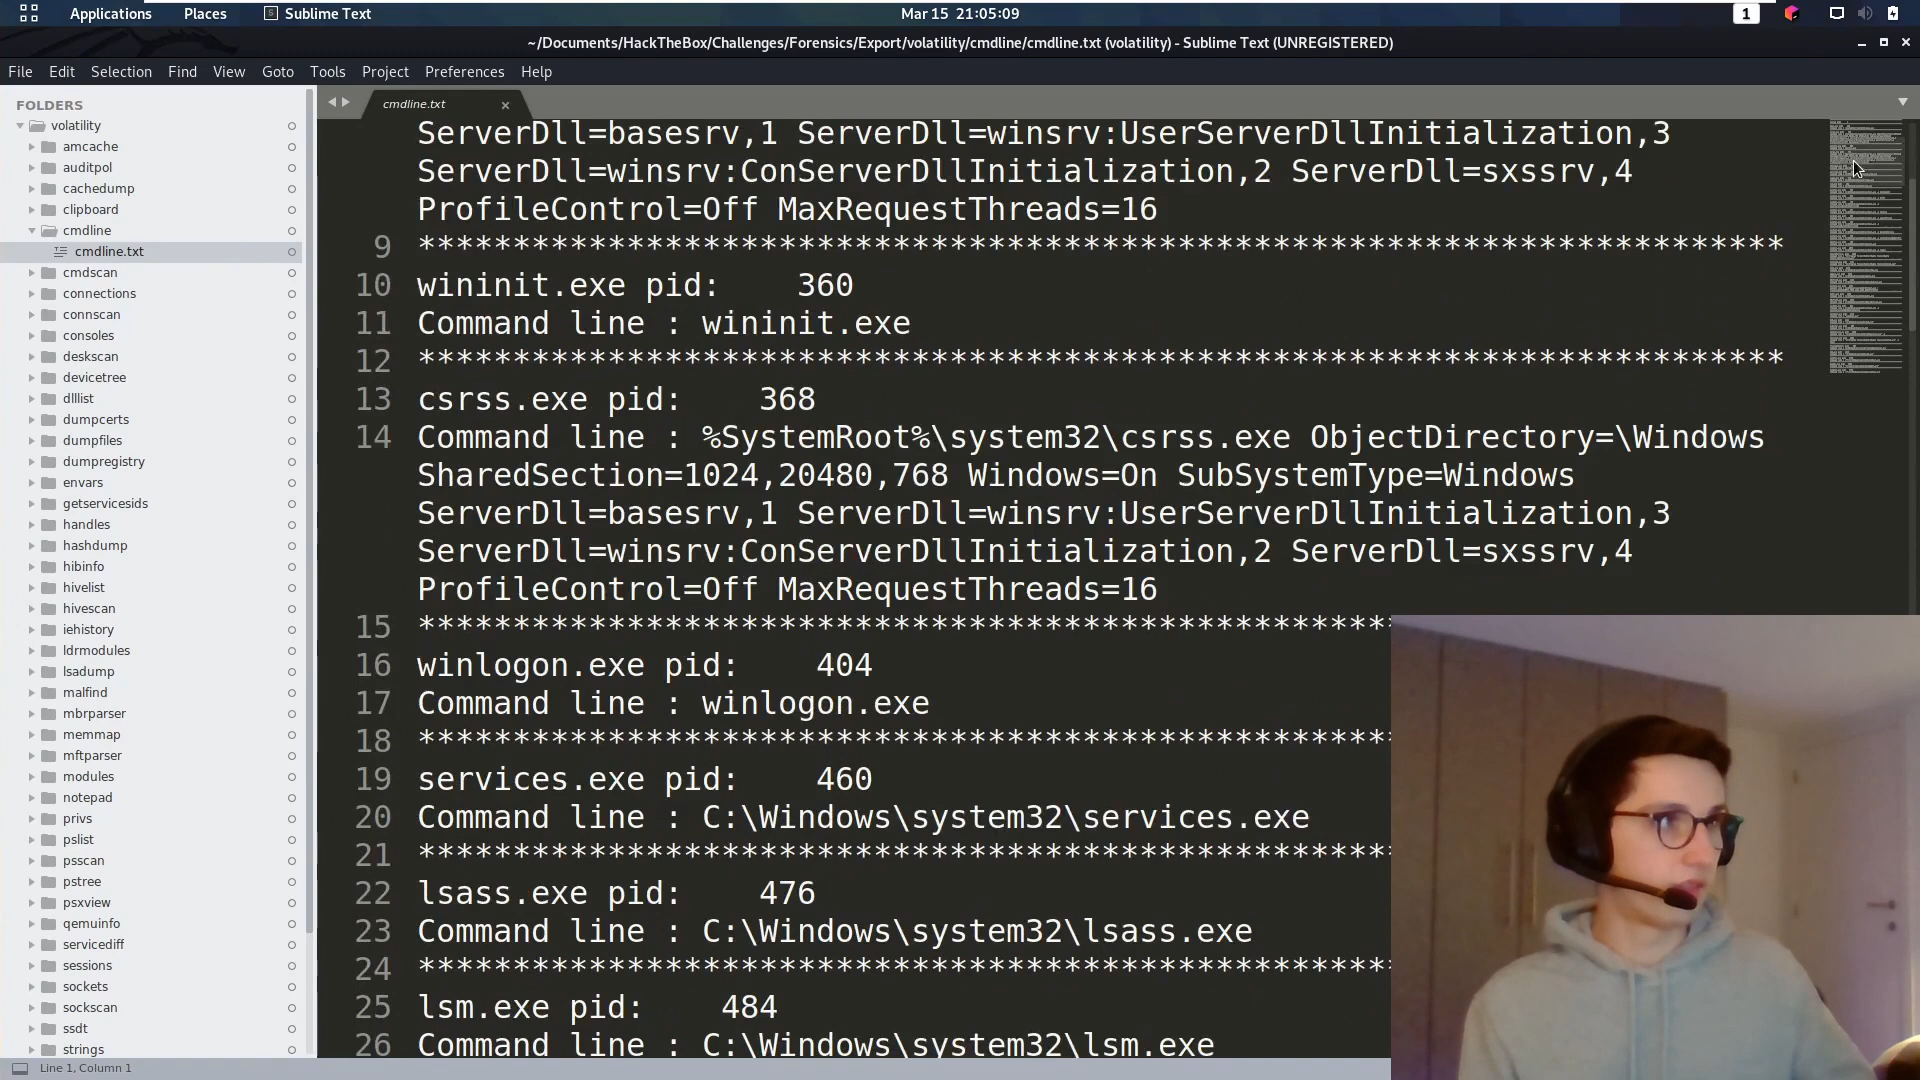 Applications Places Sublime Text Mar 15 21:05:09 1
~/Documents/HackTheBox/Challenges/Forensics/Export/volatility/cmdline/cmdline.txt (volatility) - Sublime Text (UNREGISTERED)
File Edit Selection Find View Goto Tools Project Preferences Help
FOLDERS
volatility
amcache
auditpol
cachedump
clipboard
cmdline
cmdline.txt
cmdscan
connections
connscan
consoles
deskscan
devicetree
dlllist
dumpcerts
dumpfiles
dumpregistry
envars
getservicesids
handles
hashdump
hibinfo
hivelist
hivescan
iehistory
ldrmodules
lsadump
malfind
mbrparser
memmap
mftparser
modules
notepad
privs
pslist
psscan
pstree
psxview
qemuinfo
servicediff
sessions
sockets
sockscan
ssdt
strings
cmdline.txt
ServerDll=basesrv,1 ServerDll=winsrv:UserServerDllInitialization,3
ServerDll=winsrv:ConServerDllInitialization,2 ServerDll=sxssrv,4
ProfileControl=Off MaxRequestThreads=16
9 ************************************************************************
10 wininit.exe pid:    360
11 Command line : wininit.exe
12 ************************************************************************
13 csrss.exe pid:    368
14 Command line : %SystemRoot%\system32\csrss.exe ObjectDirectory=\Windows
SharedSection=1024,20480,768 Windows=On SubSystemType=Windows
ServerDll=basesrv,1 ServerDll=winsrv:UserServerDllInitialization,3
ServerDll=winsrv:ConServerDllInitialization,2 ServerDll=sxssrv,4
ProfileControl=Off MaxRequestThreads=16
15 ***************************************************
16 winlogon.exe pid:    404
17 Command line : winlogon.exe
18 ***************************************************
19 services.exe pid:    460
20 Command line : C:\Windows\system32\services.exe
21 ***************************************************
22 lsass.exe pid:    476
23 Command line : C:\Windows\system32\lsass.exe
24 ***************************************************
25 lsm.exe pid:    484
26 Command line : C:\Windows\system32\lsm.exe
Line 1, Column 1